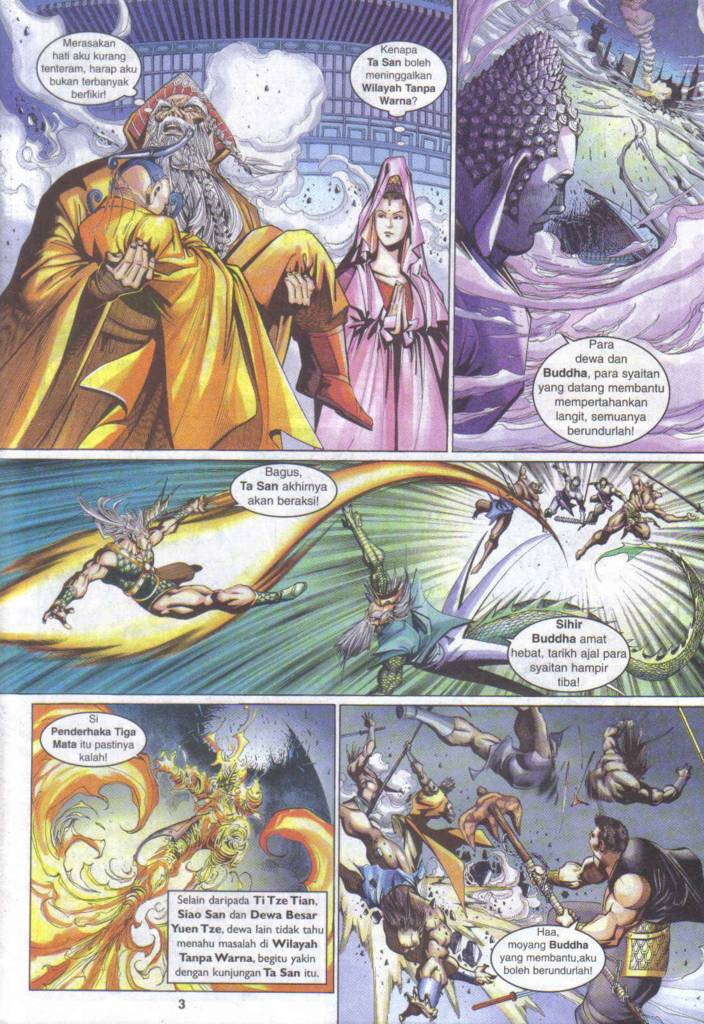 Merasakan
hati aku kurang
tenteram, harap aku
bukan terbanyak
berfikir!
Kenapa
Ta San boleh
meninggalkan
Wilayah Tanpa
Warna?
Para
dewa dan
Buddha, para syaitan
yang datang membantu
mempertahankan
langit, semuanya
berundurlah!
Bagus,
Ta San akhirnya
akan beraksi!
Sihir
Buddha amat
hebat, tarikh ajal para
syaitan hampir
tiba!
Si
Penderhaka Tiga
Mata itu pastinya
kalah!
Selain daripada Ti Tze Tian,
Siao San dan Dewa Besar
Yuen Tze, dewa lain tidak tahu
menahu masalah di Wilayah
Tanpa Warna, begitu yakin
dengan kunjungan Ta San itu.
Haa,
moyang Buddha
yang membantu,aku
boleh berundurlah!
3